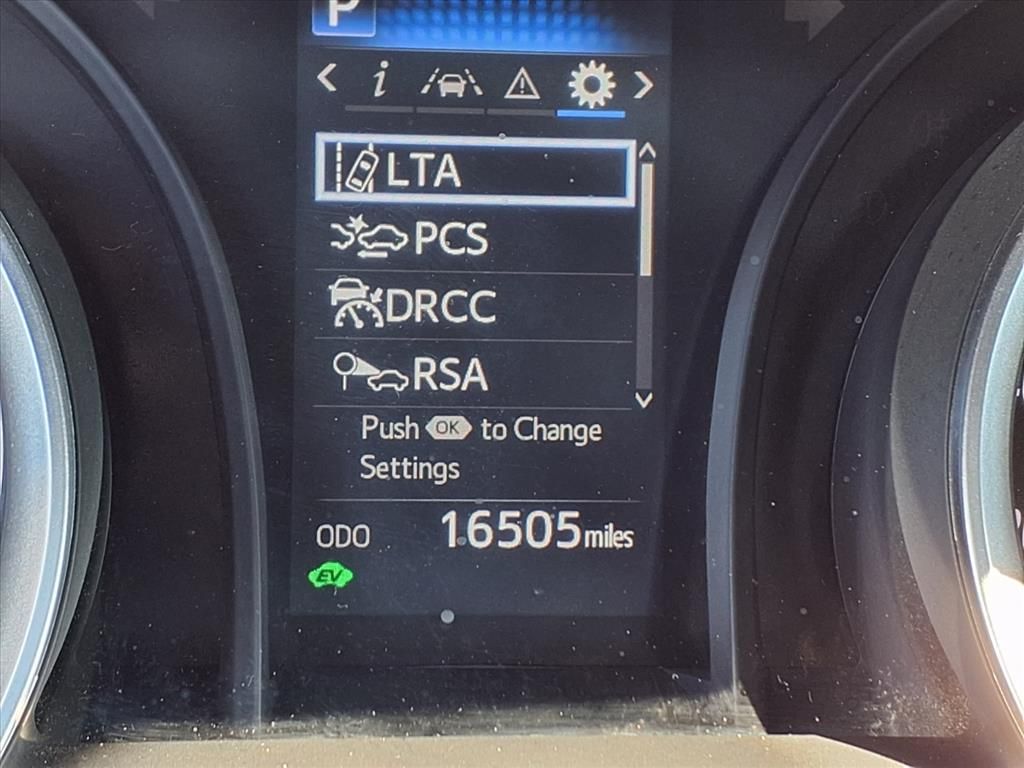 P
i
LTA
PCS
DRCC
RSA
Push OK to Change
Settings
ODO 16505 miles
EV